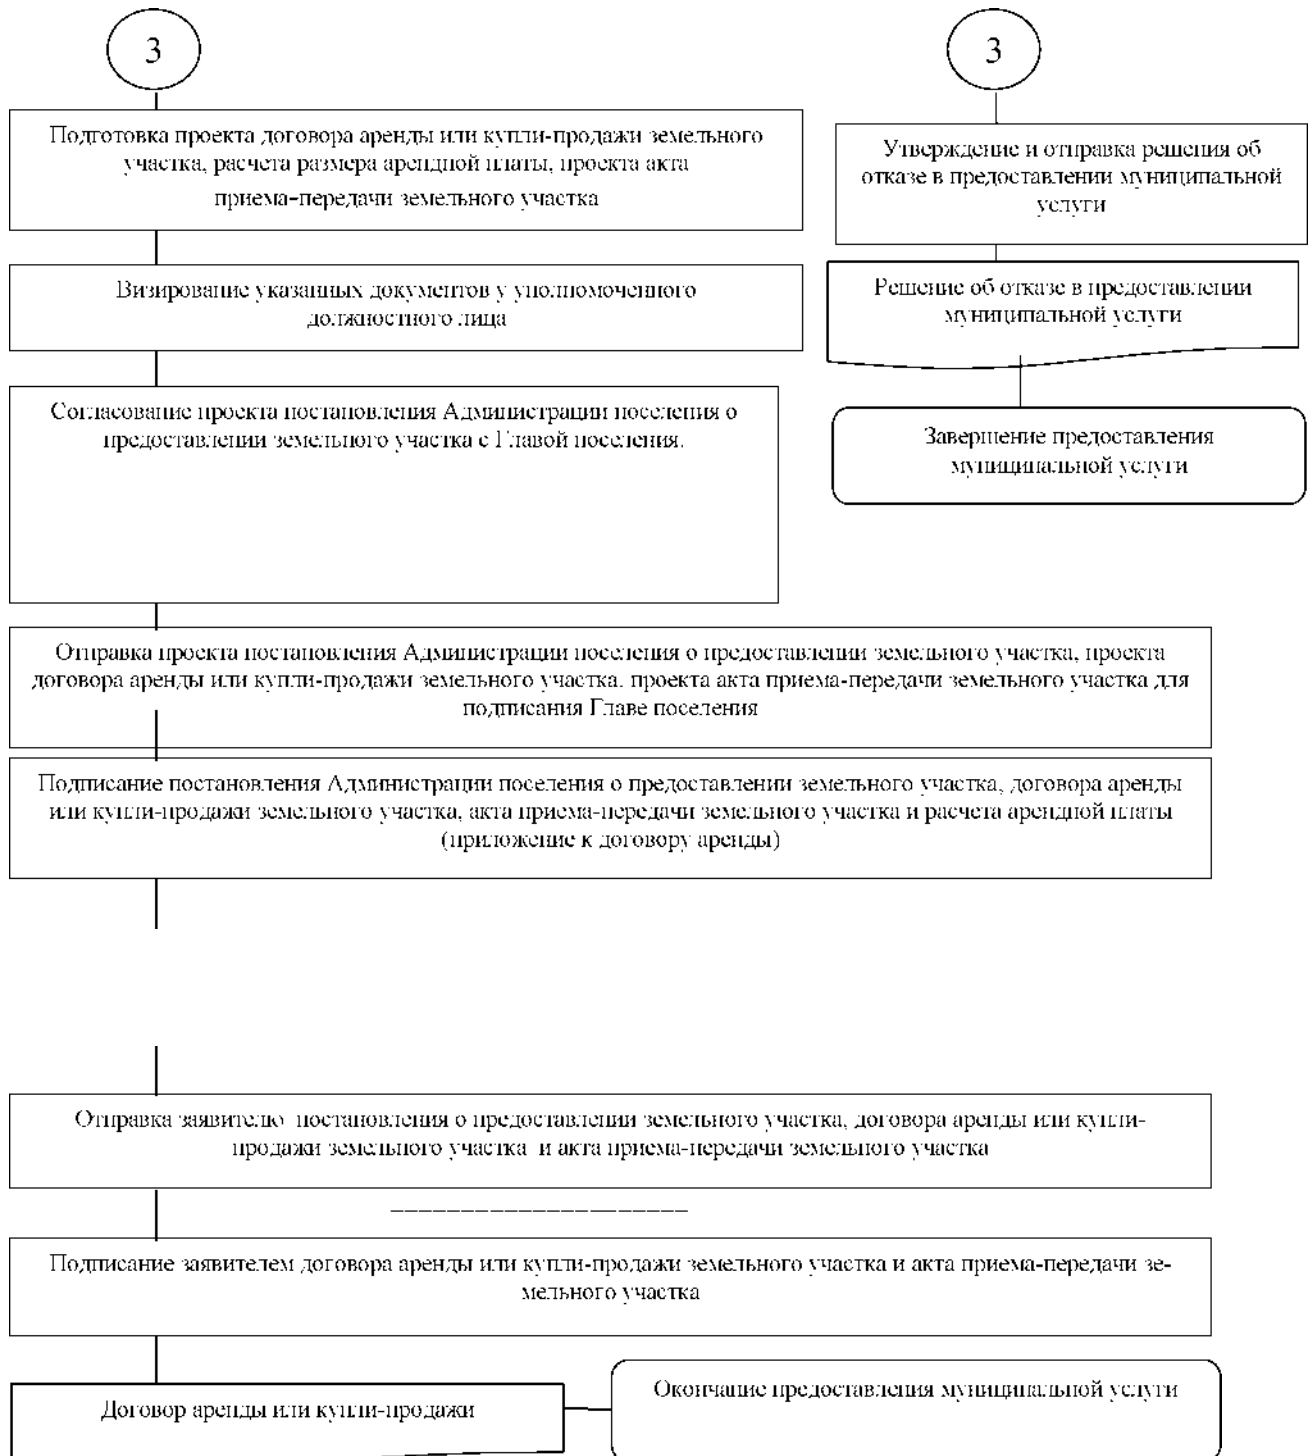 3
Подготовка проекта договора аренды или купли-продажи земельного
участка, расчета размера арендной платы, проекта акта
приема-передачи земельного участка
Визирование указанных документов у уполномоченного
должностного лица
Согласование проекта постановления Администрации поселения о
предоставлении земельного участка с Главой поселения.
3
Утверждение и отправка решения об
отказе в предоставлении муниципальной
услуги
Решение об отказе в предоставлении
муниципальной услуги
Завершение предоставления
муниципальной услуги
Отправка проекта постановления Администрации поселения о предоставлении земельного участка, проекта
договора аренды или купли-продажи земельного участка. проекта акта приема-передачи земельного участка для
подписания Главе поселения
Подписание постановления Администрации поселения о предоставлении земельного участка, договора аренды
или купли-продажи земельного участка, акта приема-передачи земельного участка и расчета арендной платы
(приложение к договору аренды)
Отправка заявителю постановления о предоставлении земельного участка, договора аренды или купли-
продажи земельного участка и акта приема-передачи земельного участка
Подписание заявителем договора аренды или купли-продажи земельного участка и акта приема-передачи зе-
мельного участка
Договор аренды или купли-продажи
Окончание предоставления муниципальной услуги